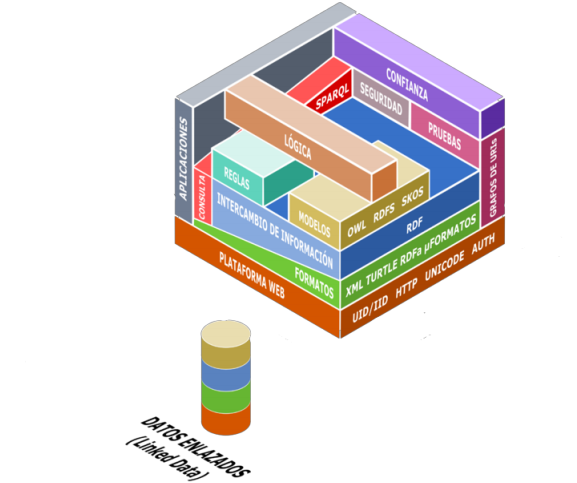 CONFIANZA
SPARQL
SEGURIDAD
PRUEBAS
APLICACIONES
LÓGICA
GRAFOS DE URIs
REGLAS
CONSULTA
MODELOS
OWL RDFS SKOS
INTERCAMBIO DE INFORMACIÓN
RDF
FORMATOS
XML TURTLE RDFa µFORMATOS
PLATAFORMA WEB
UID/IID HTTP UNICODE AUTH
DATOS ENLAZADOS
(Linked Data)